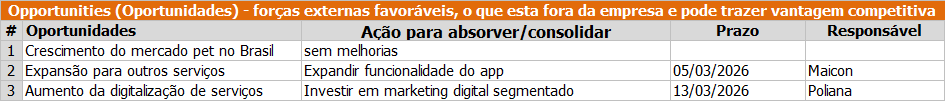 Opportunities (Oportunidades) - forças externas favoráveis, o que esta fora da empresa e pode trazer vantagem competitiva
# Oportunidades Ação para absorver/consolidar Prazo Responsável
1 Crescimento do mercado pet no Brasil sem melhorias
2 Expansão para outros serviços Expandir funcionalidade do app 05/03/2026 Maicon
3 Aumento da digitalização de serviços Investir em marketing digital segmentado 13/03/2026 Poliana